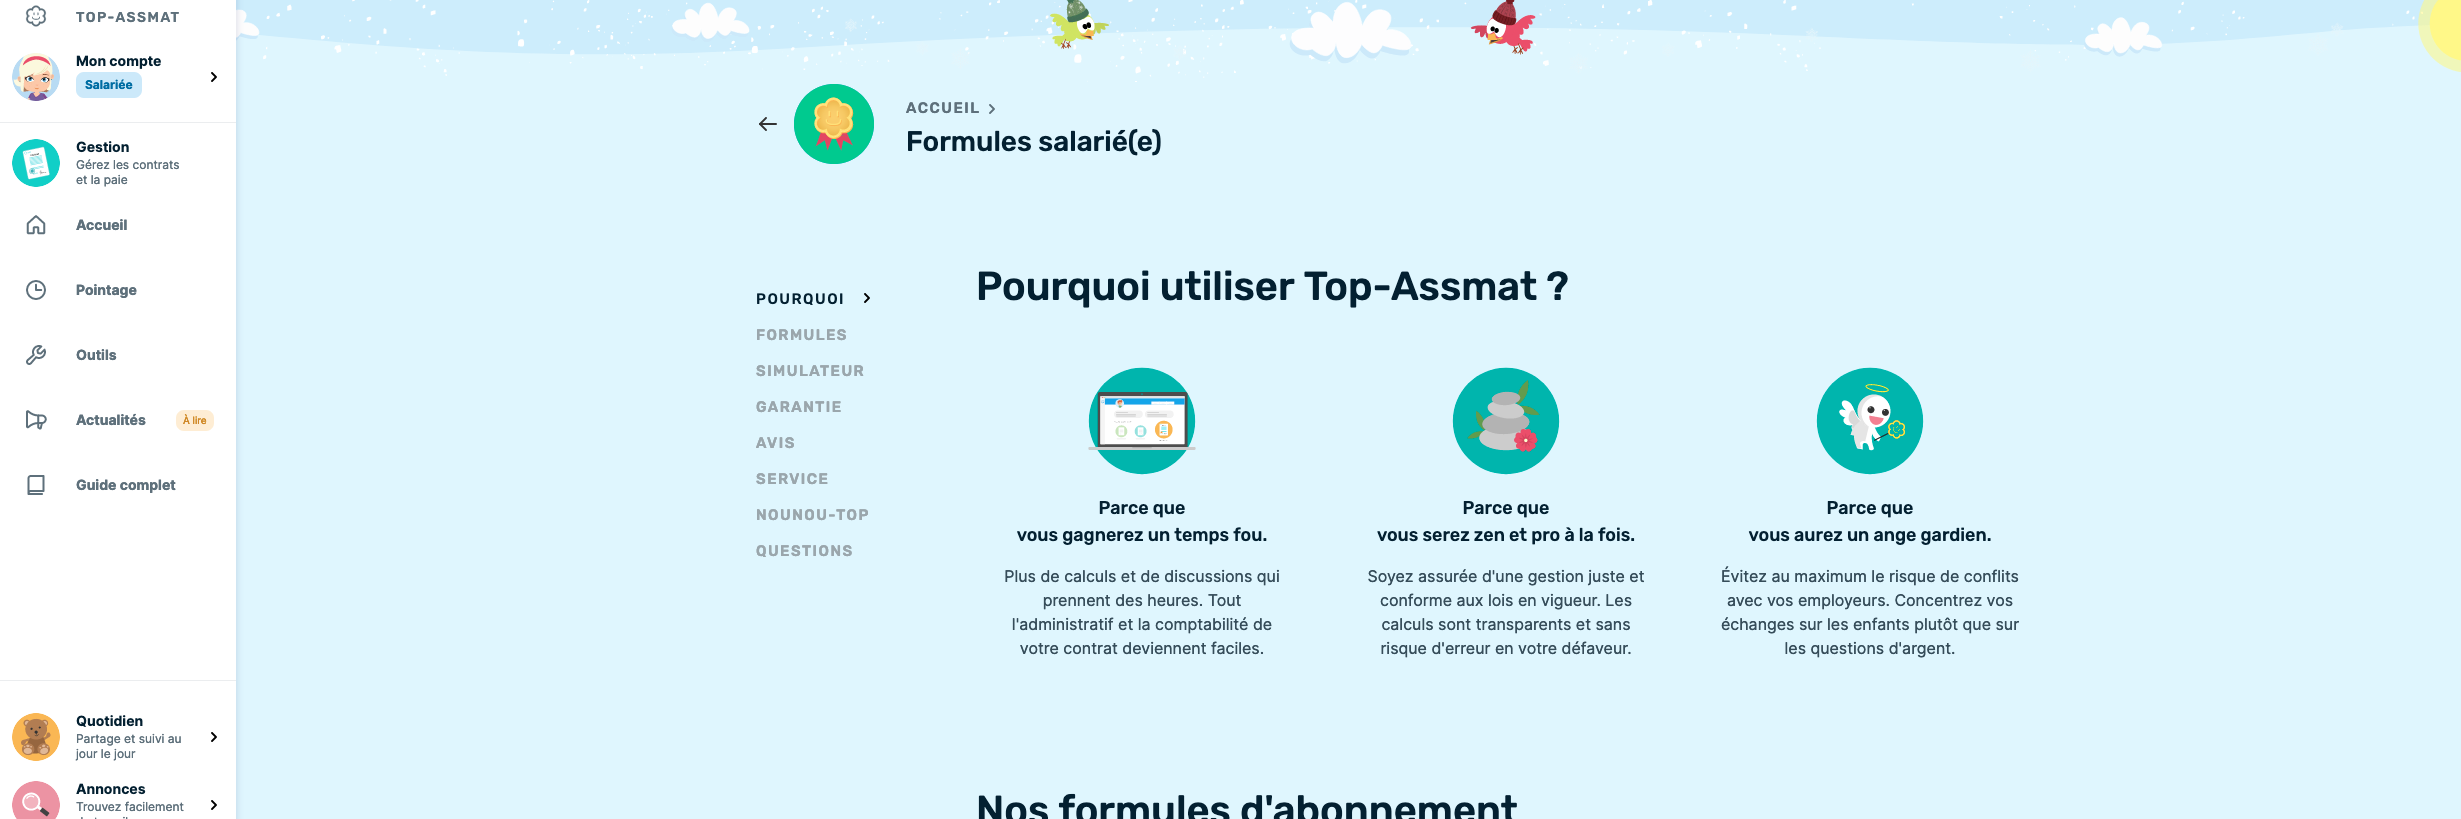 TOP-ASSMAT
Mon compte
Salariée
Gestion
Gérez les contrats
et la paie
Accueil
Pointage
Outils
Actualités
À lire
Guide complet
Quotidien
Partage et suivi au
jour le jour
Annonces
Trouvez facilement
ACCUEIL
Formules salarié(e)
POURQUOI
FORMULES
SIMULATEUR
GARANTIE
AVIS
SERVICE
NOUNOU-TOP
QUESTIONS
Pourquoi utiliser Top-Assmat ?
Parce que
vous gagnerez un temps fou.
Plus de calculs et de discussions qui
prennent des heures. Tout
l'administratif et la comptabilité de
votre contrat deviennent faciles.
Parce que
vous serez zen et pro à la fois.
Soyez assurée d'une gestion juste et
conforme aux lois en vigueur. Les
calculs sont transparents et sans
risque d'erreur en votre défaveur.
Parce que
vous aurez un ange gardien.
Évitez au maximum le risque de conflits
avec vos employeurs. Concentrez vos
échanges sur les enfants plutôt que sur
les questions d'argent.
Nos formules d'abonnement